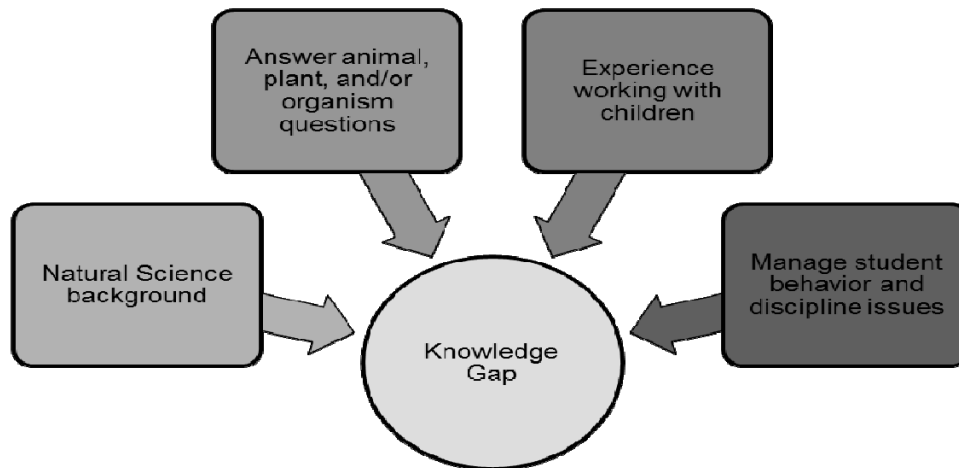 Answer animal,
plant, and/or
organism
questions
Experience
working with
children
Natural Science
background
Manage student
behavior and
discipline issues
Knowledge
Gap